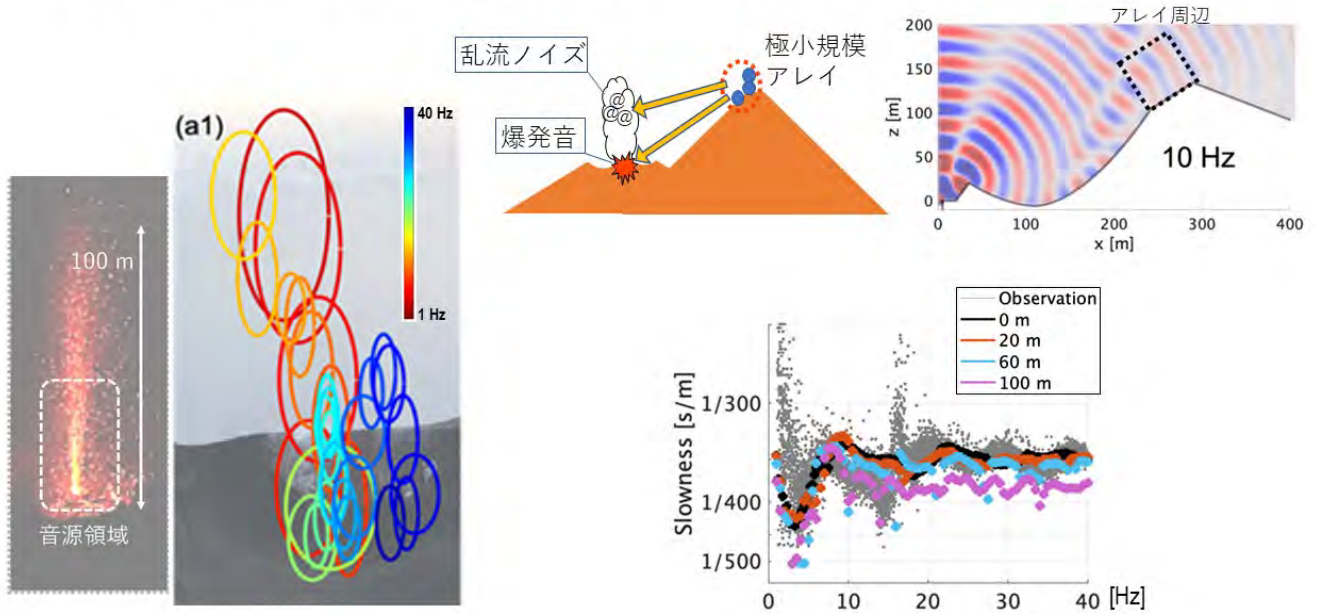 100 m
音源領域
(a1)
40 Hz
1 Hz
乱流ノイズ
@
@@
@@
爆発音
極小規模
アレイ
アレイ周辺
200
150
100
50
0
z [m]
10 Hz
0
100
200
300
400
x [m]
Observation
0 m
20 m
60 m
100 m
Slowness [s/m]
1/300
1/400
1/500
0
10
20
30
40
[Hz]